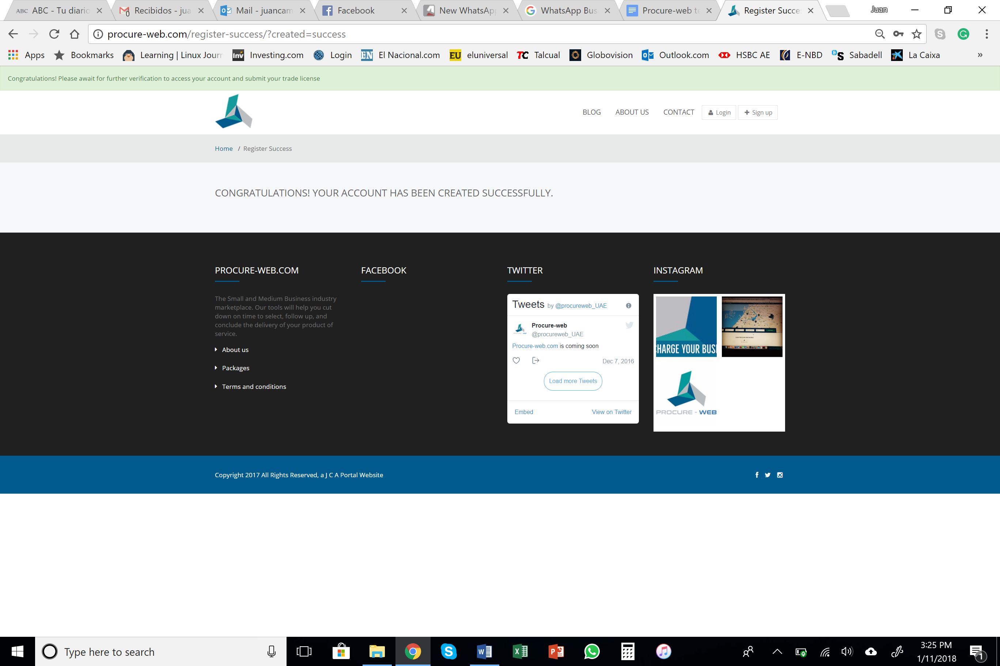 ABC - Tu diario
Recibidos - jua
Mail - juancam
Facebook
New WhatsApp
WhatsApp Bus
Procure-web te
Register Succes
Juan
procure-web.com/register-success/?created=success
Apps
Bookmarks
Learning | Linux Journ
Investing.com
Login
El Nacional.com
eluniversal
Talcual
Globovision
Outlook.com
HSBC AE
E-NBD
Sabadell
La Caixa
»
Congratulations! Please await for further verification to access your account and submit your trade license
BLOG
ABOUT US
CONTACT
Login
Sign up
Home / Register Success
CONGRATULATIONS! YOUR ACCOUNT HAS BEEN CREATED SUCCESSFULLY.
PROCURE-WEB.COM
The Small and Medium Business industry
marketplace. Our tools will help you cut
down on time to select, follow up, and
conclude the delivery of your product of
service.
About us
Packages
Terms and conditions
FACEBOOK
TWITTER
Tweets by @procureweb_UAE
Procure-web
@procureweb_UAE
Procure-web.com is coming soon
Dec 7, 2016
Load more Tweets
Embed
View on Twitter
INSTAGRAM
CHARGE YOUR BUSI
PROCURE - WEB
Copyright 2017 All Rights Reserved, a J C A Portal Website
Type here to search
3:25 PM
1/11/2018
1